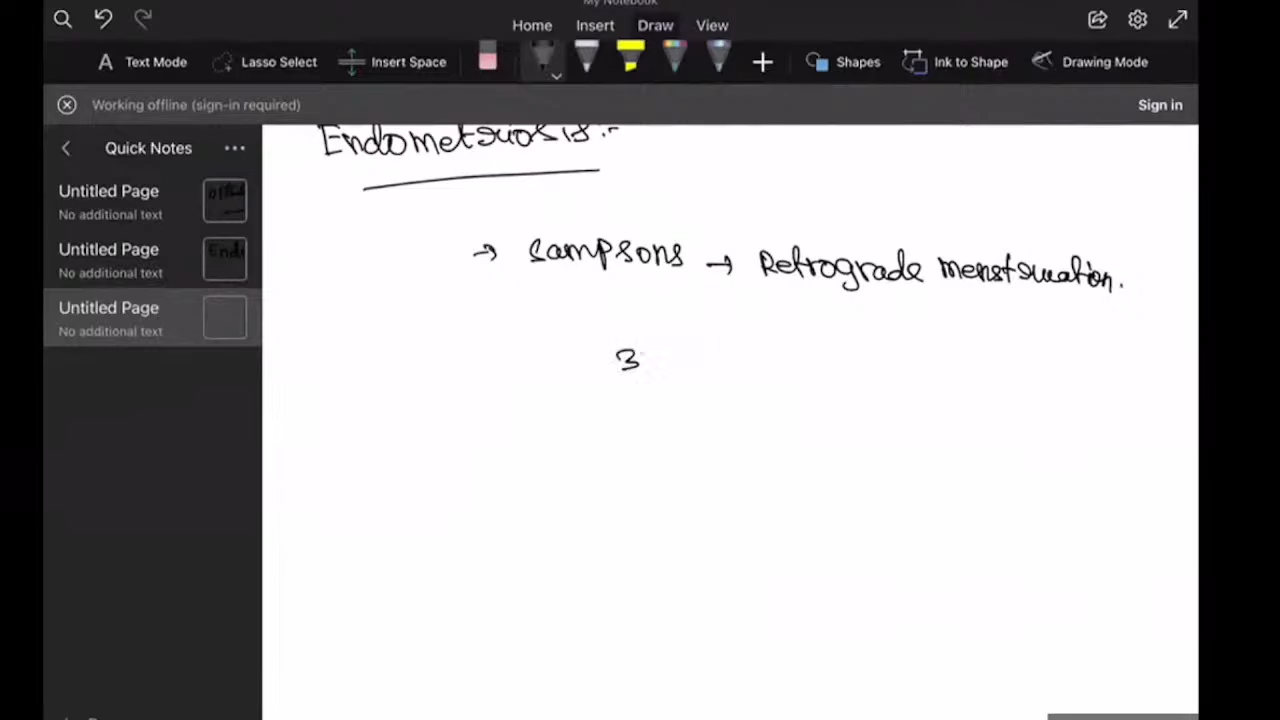 My Notebook
Home Insert Draw View
Text Mode Lasso Select Insert Space Shapes Ink to Shape Drawing Mode
Working offline (sign-in required) Sign in
Quick Notes
Untitled Page
No additional text
Untitled Page
No additional text
Untitled Page
No additional text
Endometriosis:-
→ Sampsons → Retrograde menstruation.
3